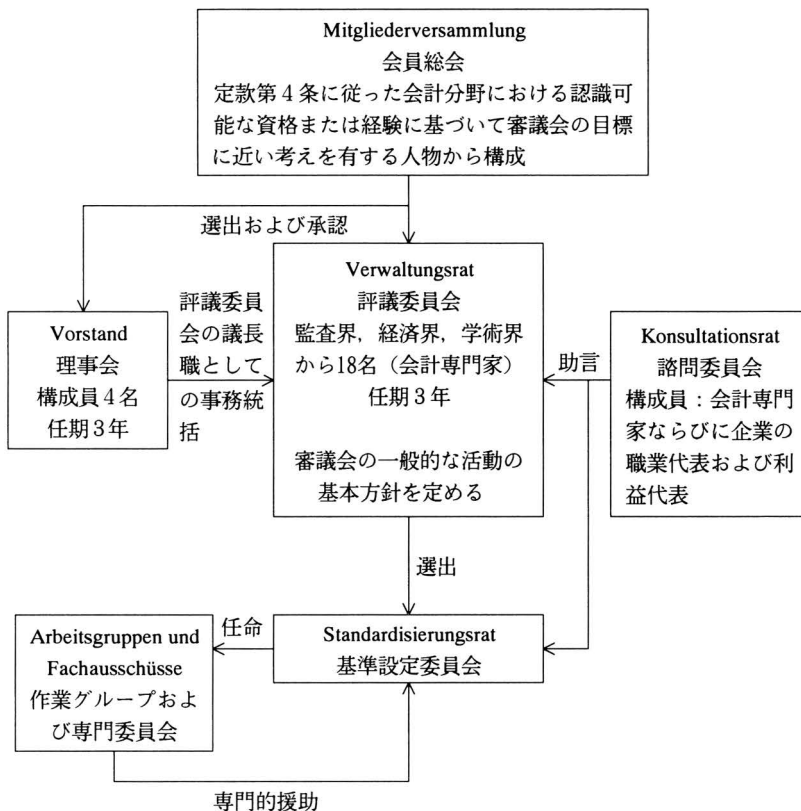 Mitgliederversammlung
会員総会
定款第4条に従った会計分野における認識可
能な資格または経験に基づいて審議会の目標
に近い考えを有する人物から構成
選出および承認
Vorstand
理事会
構成員4名
任期3年
評議委員
会の議長
職として
の事務統
括
Verwaltungsrat
評議委員会
監査界，経済界，学術界
から18名（会計専門家）
任期3年
審議会の一般的な活動の
基本方針を定める
助言
Konsultationsrat
諮問委員会
構成員：会計専門
家ならびに企業の
職業代表および利
益代表
選出
Arbeitsgruppen und
Fachausschüsse
作業グループおよ
び専門委員会
任命
Standardisierungsrat
基準設定委員会
専門的援助